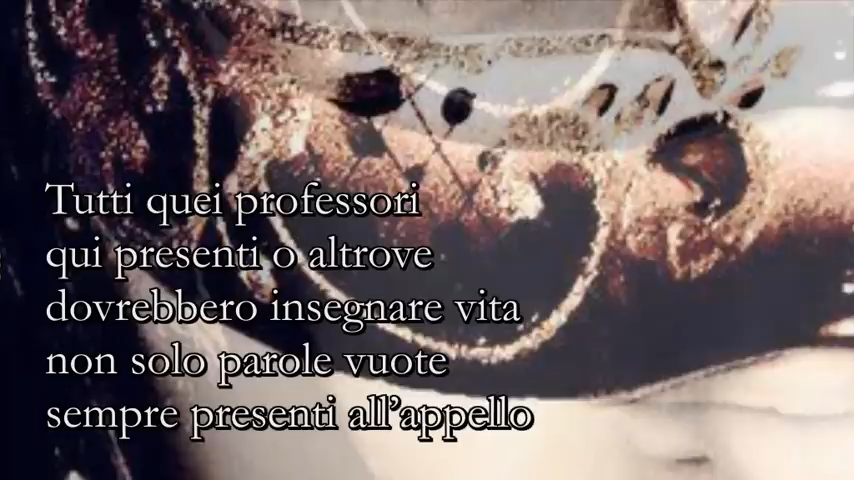 Tutti quei professori
qui presenti o altrove
dovrebbero insegnare vita
non solo parole vuote
sempre presenti all’appello